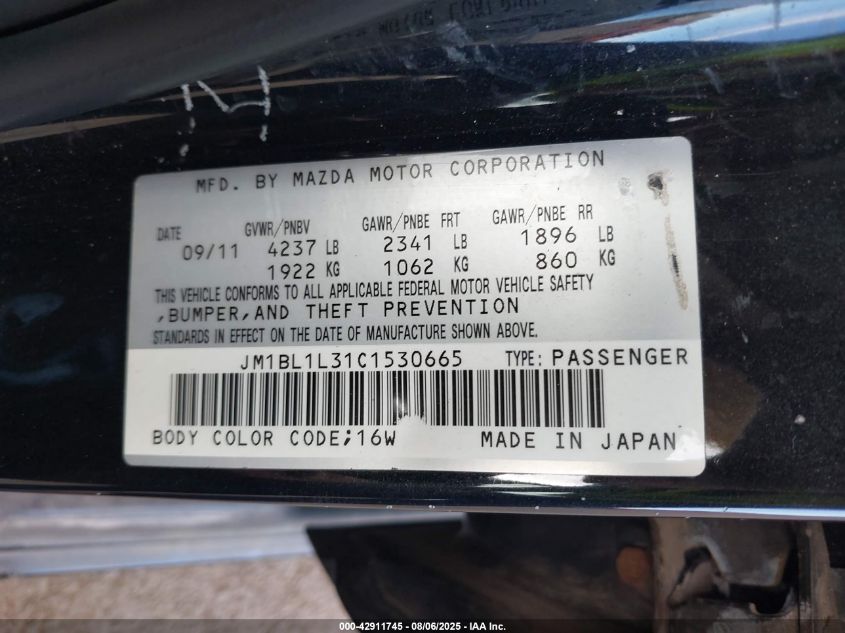 MFD. BY MAZDA MOTOR CORPORATION
DATE GVWR/PNBV GAWR/PNBE FRT GAWR/PNBE RR
09/11 4237 LB 2341 LB 1896 LB
1922 KG 1062 KG 860 KG
THIS VEHICLE CONFORMS TO ALL APPLICABLE FEDERAL MOTOR VEHICLE SAFETY
,BUMPER,AND THEFT PREVENTION
STANDARDS IN EFFECT ON THE DATE OF MANUFACTURE SHOWN ABOVE.
JM1BL1L31C1530665 TYPE: PASSENGER
BODY COLOR CODE;16W MADE IN JAPAN
000-42911745 - 08/06/2025 - IAA Inc.